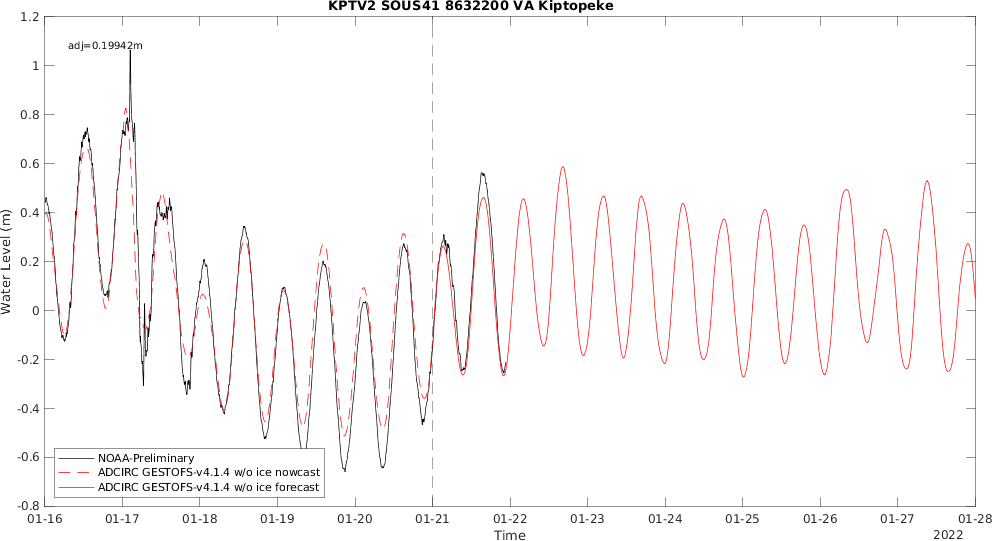 KPTV2 SOUS41 8632200 VA Kiptopeke
adj=0.19942m
Water Level (m)
1.2
1
0.8
0.6
0.4
0.2
0
-0.2
-0.4
-0.6
-0.8
NOAA-Preliminary
ADCIRC GESTOFS-v4.1.4 w/o ice nowcast
ADCIRC GESTOFS-v4.1.4 w/o ice forecast
01-16 01-17 01-18 01-19 01-20 01-21 01-22 01-23 01-24 01-25 01-26 01-27 01-28
Time
2022